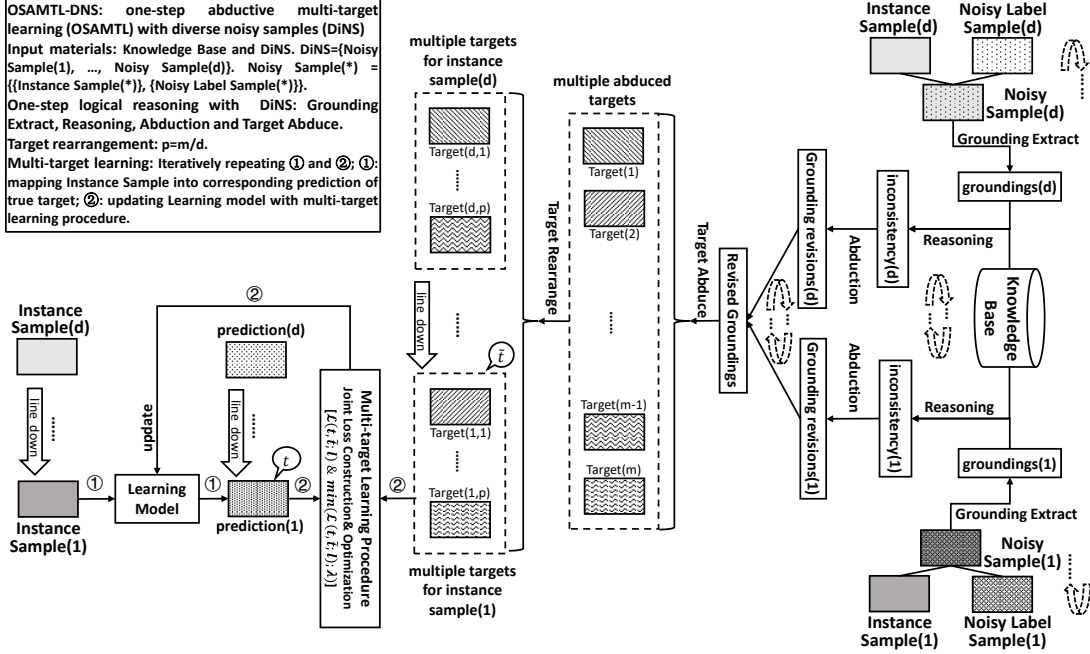 OSAMTL-DNS: one-step abductive multi-target
learning (OSAMTL) with diverse noisy samples (DiNS)
Input materials: Knowledge Base and DiNS. DiNS={Noisy
Sample(1), …, Noisy Sample(d)}. Noisy Sample(*) =
{{Instance Sample(*)}, {Noisy Label Sample(*)}}.
One-step logical reasoning with DiNS: Grounding
Extract, Reasoning, Abduction and Target Abduce.
Target rearrangement: p=m/d.
Multi-target learning: Iteratively repeating ① and ②; ①:
mapping Instance Sample into corresponding prediction of
true target; ②: updating Learning model with multi-target
learning procedure.
multiple targets
for instance
sample(d)
Target(d,1)
......
Target(d,p)
line down
......
t̃
Target(1,1)
......
Target(1,p)
multiple targets
for instance
sample(1)
Target Rearrange
multiple abduced
targets
Target(1)
Target(2)
......
Target(m-1)
Target(m)
Target Abduce
Revised Groundings
Grounding revisions(d)
Abduction
inconsistency(d)
Reasoning
groundings(d)
Grounding Extract
Instance
Sample(d)
Noisy Label
Sample(d)
Noisy
Sample(d)
Knowledge
Base
Grounding revisions(1)
Abduction
inconsistency(1)
Reasoning
groundings(1)
Grounding Extract
Noisy
Sample(1)
Instance
Sample(1)
Noisy Label
Sample(1)
Instance
Sample(d)
line down
......
Instance
Sample(1)
①
update
②
Learning
Model
①
prediction(d)
line down
......
t
prediction(1)
②
Multi-target Learning Procedure
Joint Loss Construction& Optimization
[ℒ(t,t̃;l) & min(ℒ(t,t̃;l);λ)]
②